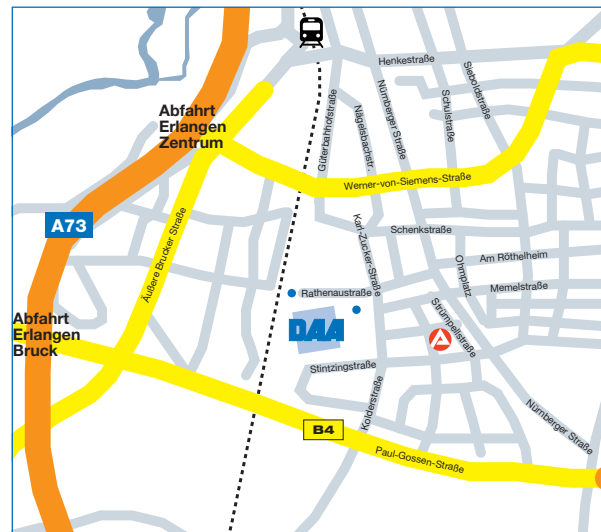 Henkestraße
Sieboldstraße
Schulstraße
Nürnberger Straße
Nägelsbachstr.
Güterbahnhofstraße
Abfahrt
Erlangen
Zentrum
Werner-von-Siemens-Straße
A73
Äußere Brucker Straße
Karl-Zucker-Straße
Schenkstraße
Ohmplatz
Am Röthelheim
Memelstraße
Rathenaustraße
Strümpellstraße
DAA
Abfahrt
Erlangen
Bruck
Stintzingstraße
Kolderstraße
B4
Nürnberger Straße
Paul-Gossen-Straße